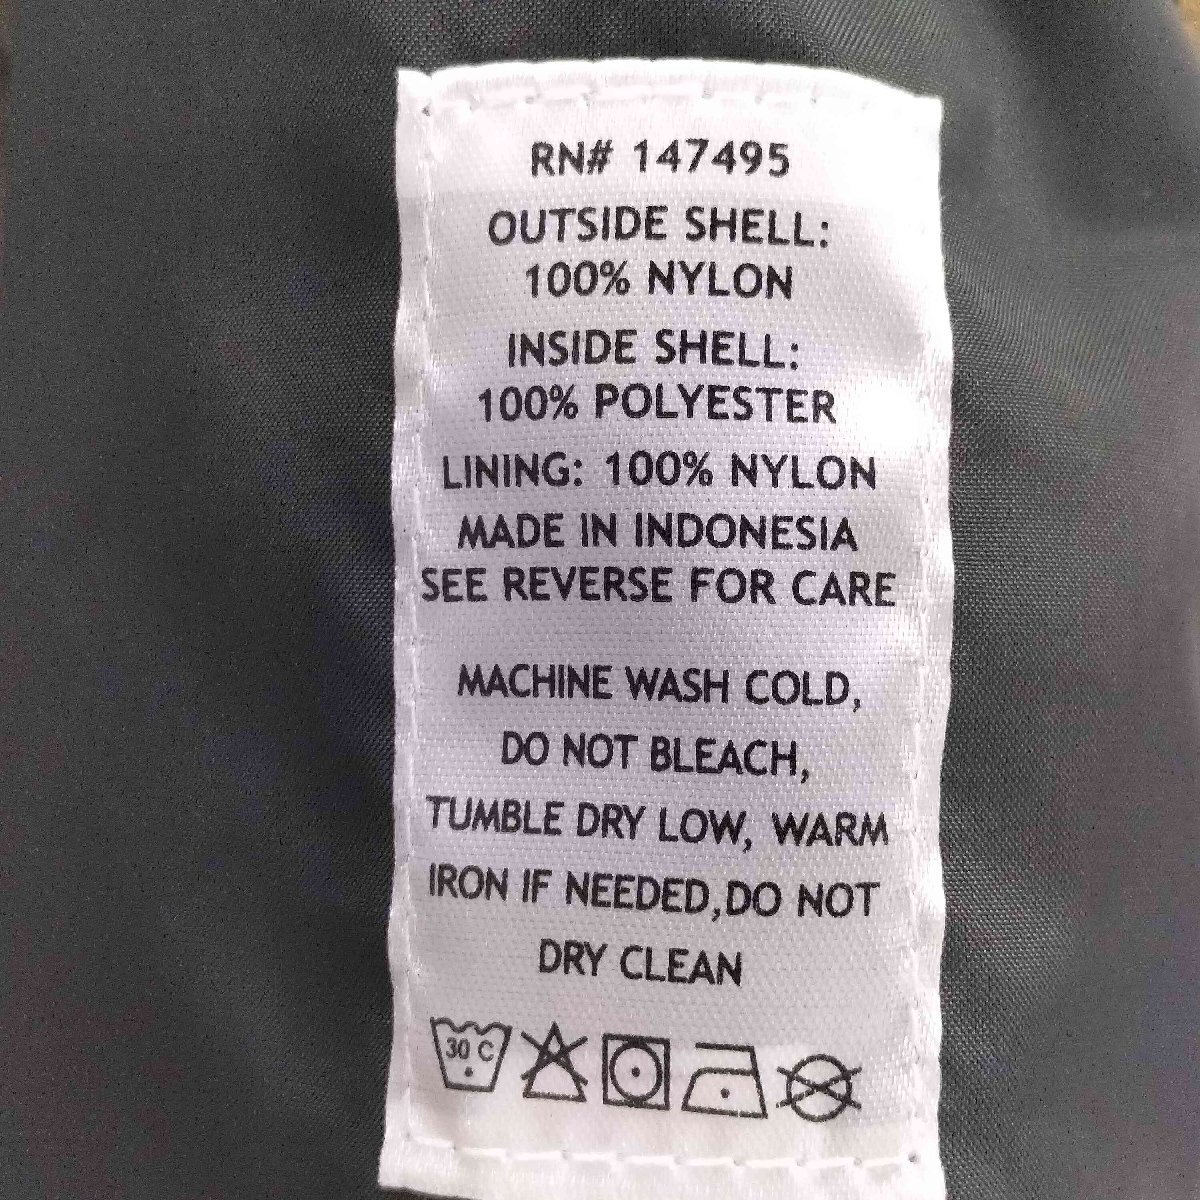 RN# 147495
OUTSIDE SHELL:
100% NYLON
INSIDE SHELL:
100% POLYESTER
LINING: 100% NYLON
MADE IN INDONESIA
SEE REVERSE FOR CARE
MACHINE WASH COLD,
DO NOT BLEACH,
TUMBLE DRY LOW, WARM
IRON IF NEEDED,DO NOT
DRY CLEAN
30 C